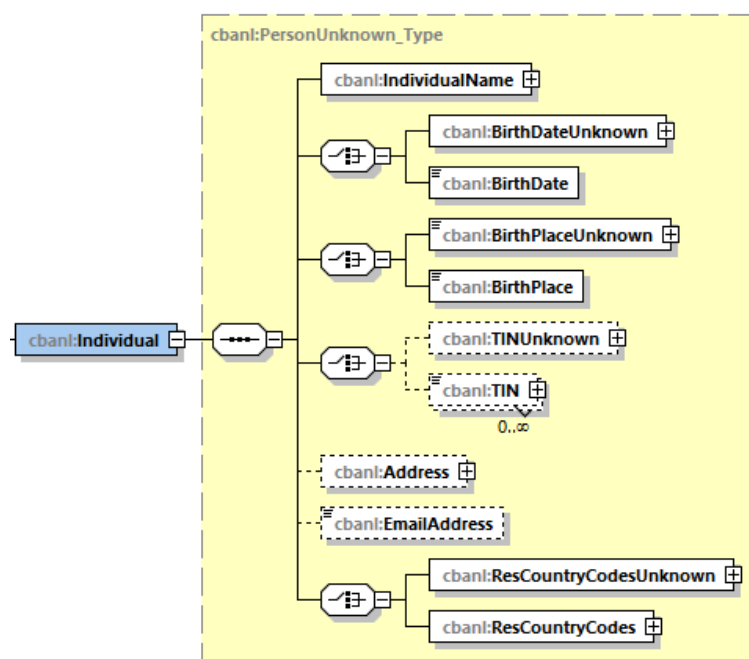 cbanl:PersonUnknown_Type
cbanl:IndividualName
cbanl:BirthDateUnknown
cbanl:BirthDate
cbanl:BirthPlaceUnknown
cbanl:BirthPlace
cbanl:Individual
cbanl:TINUnknown
cbanl:TIN
0..∞
cbanl:Address
cbanl:EmailAddress
cbanl:ResCountryCodesUnknown
cbanl:ResCountryCodes